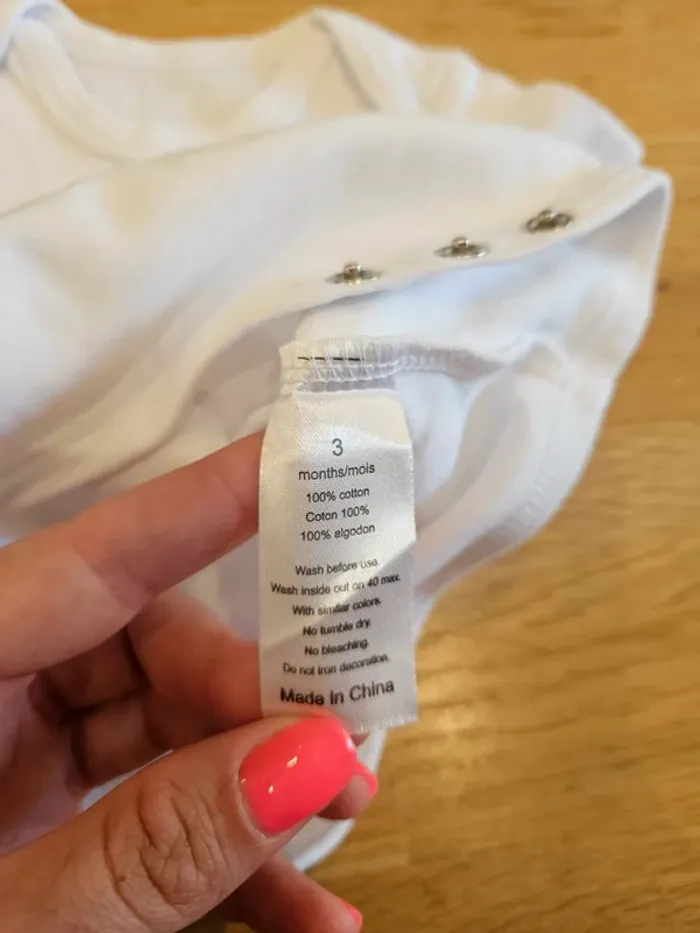 3
months/mois
100% cotton
Coton 100%
100% algodon
Wash before use.
Wash inside out on 40 max.
With similar colors.
No tumble dry.
No bleaching.
Do not iron decoration.
Made in China